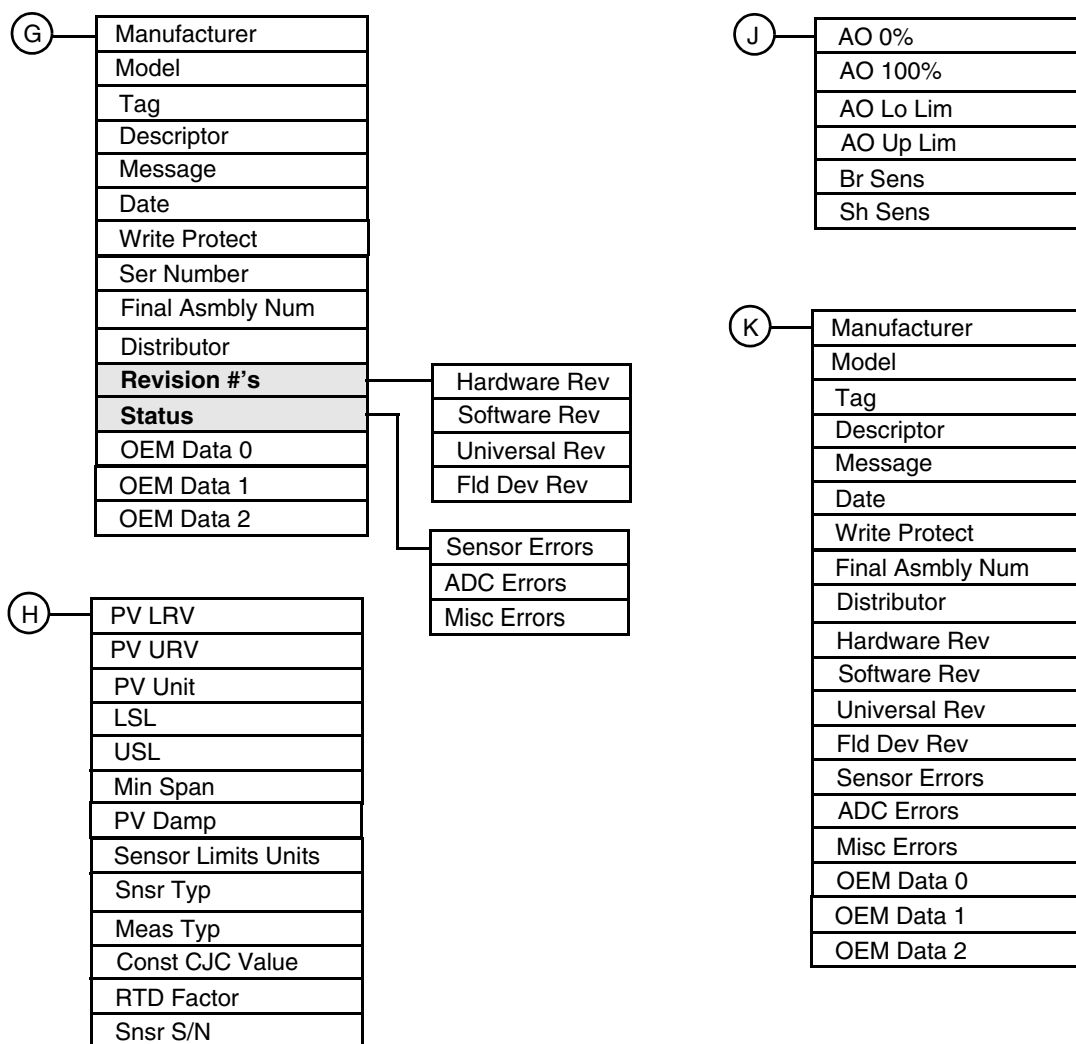 G
Manufacturer
Model
Tag
Descriptor
Message
Date
Write Protect
Ser Number
Final Asmbly Num
Distributor
Revision #'s
Status
OEM Data 0
OEM Data 1
OEM Data 2
Hardware Rev
Software Rev
Universal Rev
Fld Dev Rev
Sensor Errors
ADC Errors
Misc Errors
H
PV LRV
PV URV
PV Unit
LSL
USL
Min Span
PV Damp
Sensor Limits Units
Snsr Typ
Meas Typ
Const CJC Value
RTD Factor
Snsr S/N
J
AO 0%
AO 100%
AO Lo Lim
AO Up Lim
Br Sens
Sh Sens
K
Manufacturer
Model
Tag
Descriptor
Message
Date
Write Protect
Final Asmbly Num
Distributor
Hardware Rev
Software Rev
Universal Rev
Fld Dev Rev
Sensor Errors
ADC Errors
Misc Errors
OEM Data 0
OEM Data 1
OEM Data 2